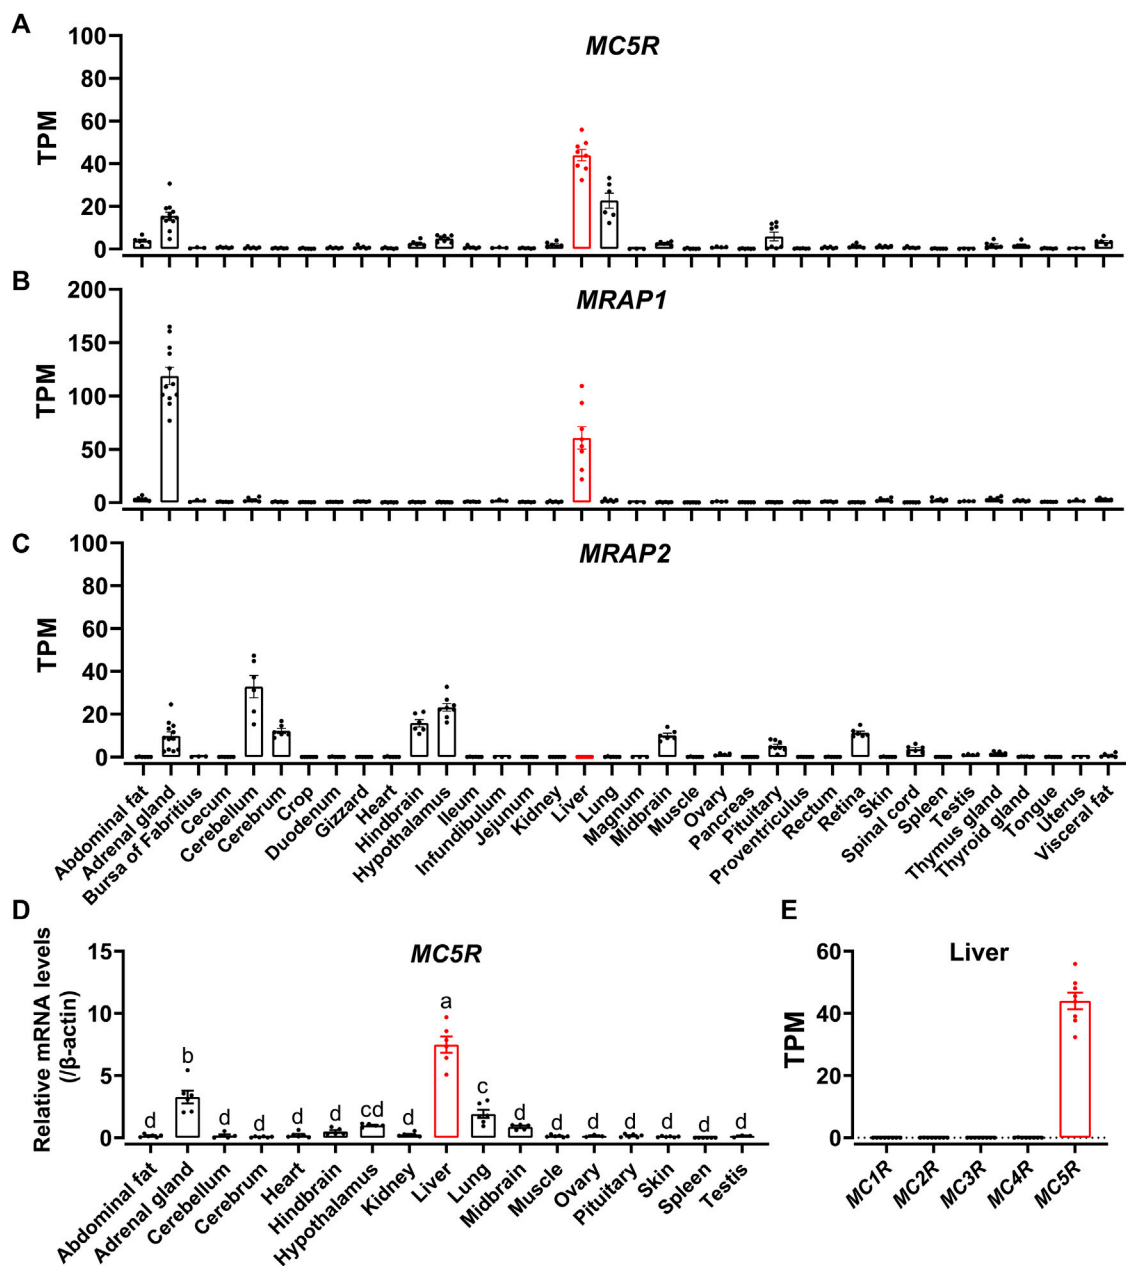 A
MC5R
TPM
100
80
60
40
20
0
B
MRAP1
TPM
200
150
100
50
0
C
MRAP2
TPM
100
80
60
40
20
0
Abdominal fat
Adrenal gland
Bursa of Fabritius
Cecum
Cerebellum
Cerebrum
Crop
Duodenum
Gizzard
Heart
Hindbrain
Hypothalamus
Ileum
Infundibulum
Jejunum
Kidney
Liver
Lung
Magnum
Midbrain
Muscle
Ovary
Pancreas
Pituitary
Proventriculus
Rectum
Retina
Skin
Spinal cord
Spleen
Testis
Thymus gland
Thyroid gland
Tongue
Uterus
Visceral fat
D
MC5R
Relative mRNA levels
(/β-actin)
15
10
5
0
d
b
d
d
d
d
cd
d
a
c
d
d
d
d
d
d
d
Abdominal fat
Adrenal gland
Cerebellum
Cerebrum
Heart
Hindbrain
Hypothalamus
Kidney
Liver
Lung
Midbrain
Muscle
Ovary
Pituitary
Skin
Spleen
Testis
E
Liver
TPM
60
40
20
0
MC1R
MC2R
MC3R
MC4R
MC5R